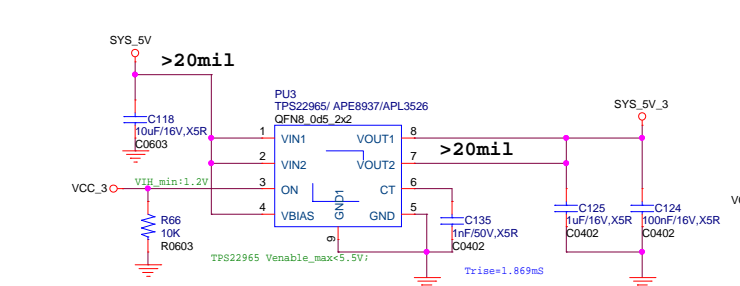 SYS_5V
>20mil
PU3
TPS22965/ APE8937/APL3526
QFN8_0d5_2x2
C118
10uF/16V,X5R
C0603
1
VIN1
VOUT1
8
SYS_5V_3
2
VIN2
VOUT2
7
>20mil
VCC_3
VIH_min:1.2V
3
ON
CT
6
4
VBIAS
GND1
GND
5
9
R66
10K
R0603
C135
1nF/50V,X5R
C0402
C125
1uF/16V,X5R
C0402
C124
100nF/16V,X5R
C0402
TPS22965 Venable_max<5.5V;
Trise=1.869mS